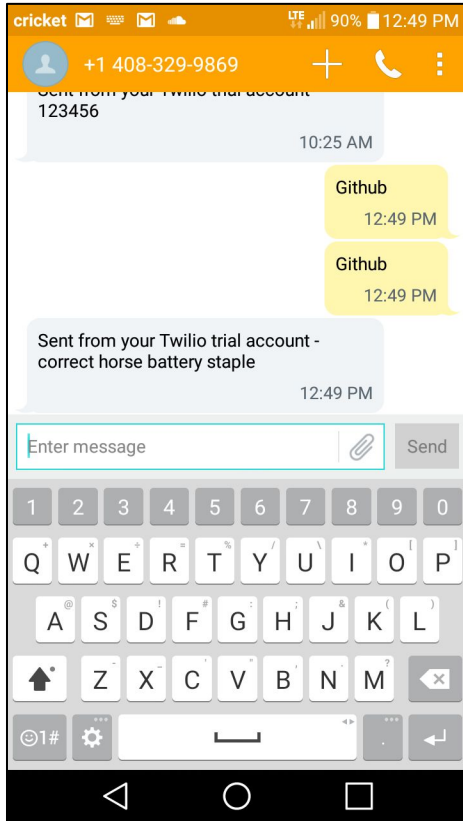 cricket LTE 90% 12:49 PM
+1 408-329-9869
Sent from your Twilio trial account -
123456
10:25 AM
Github
12:49 PM
Github
12:49 PM
Sent from your Twilio trial account -
correct horse battery staple
12:49 PM
Enter message Send
1 2 3 4 5 6 7 8 9 0
Q W E R T Y U I O P
A S D F G H J K L
Z X C V B N M
1# .